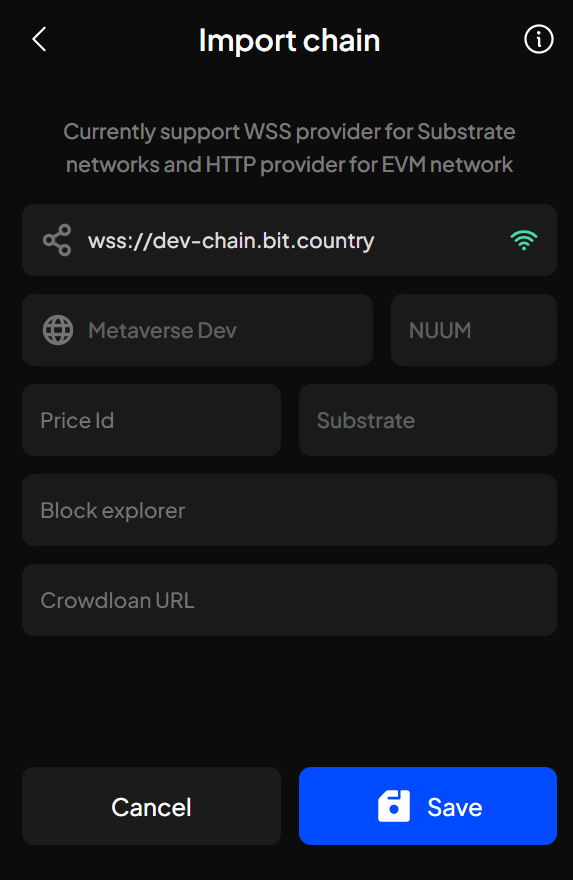 Import chain
Currently support WSS provider for Substrate
networks and HTTP provider for EVM network
wss://dev-chain.bit.country
Metaverse Dev
NUUM
Price Id
Substrate
Block explorer
Crowdloan URL
Cancel
Save